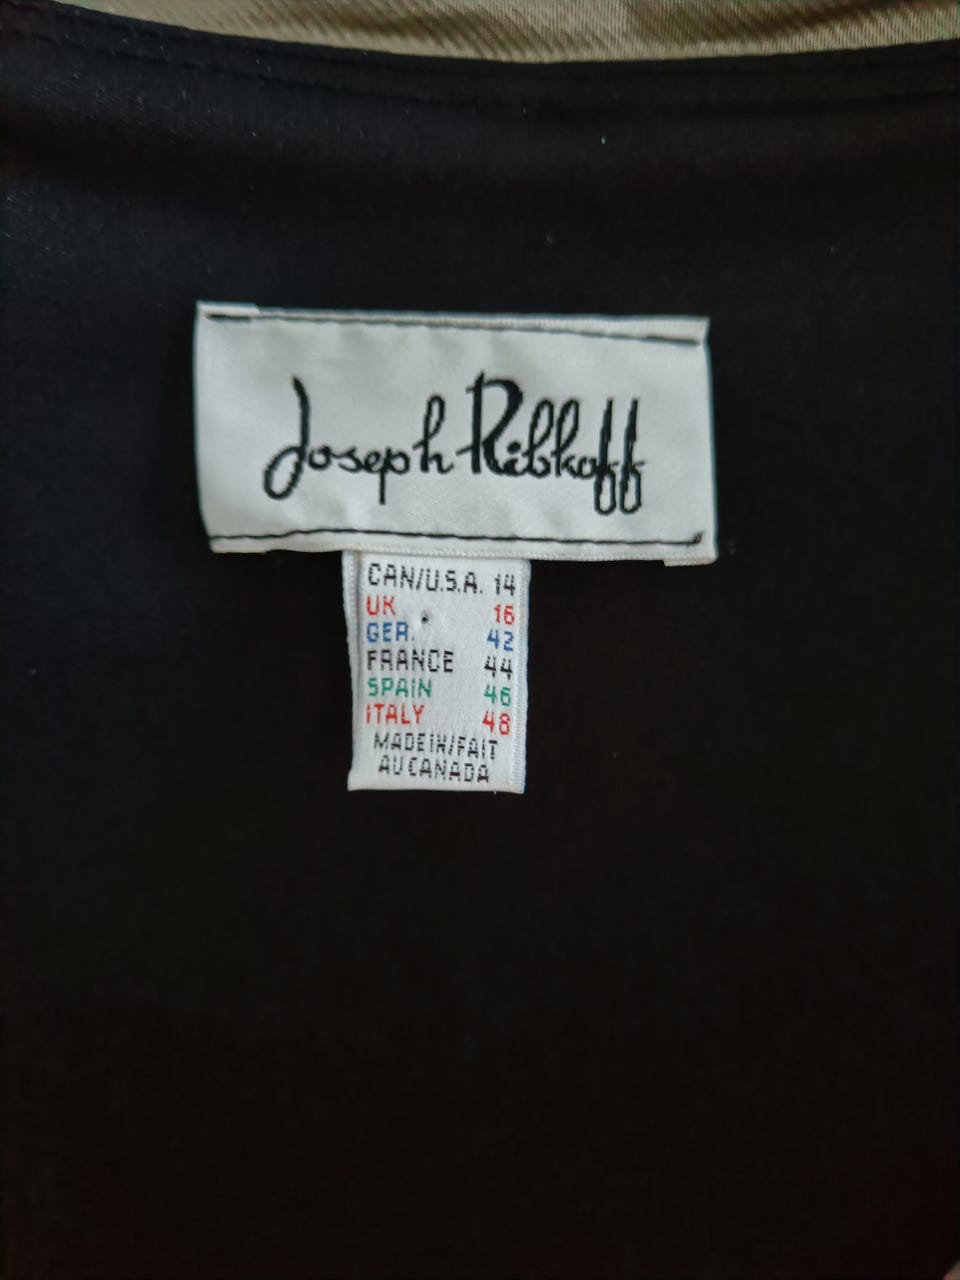 Joseph Ribkoff
CAN/U.S.A. 14
UK 16
GER. 42
FRANCE 44
SPAIN 46
ITALY 48
MADE IN/FAIT
AU CANADA